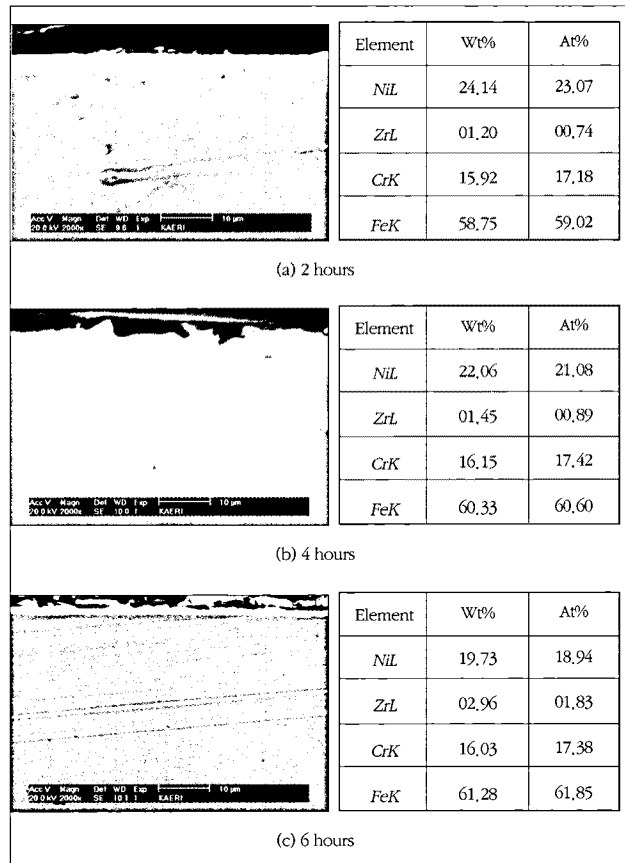 Element Wt% At%
NiL 24.14 23.07
ZrL 01.20 00.74
CrK 15.92 17.18
FeK 58.75 59.02
Acc V Magn Det WD Exp 10 µm
20.0 kV 2000x SE 9.6 1 KAERI
(a) 2 hours
Element Wt% At%
NiL 22.06 21.08
ZrL 01.45 00.89
CrK 16.15 17.42
FeK 60.33 60.60
Acc V Magn Det WD Exp 10 µm
20.0 kV 2000x SE 10.0 1 KAERI
(b) 4 hours
Element Wt% At%
NiL 19.73 18.94
ZrL 02.96 01.83
CrK 16.03 17.38
FeK 61.28 61.85
Acc V Magn Det WD Exp 10 µm
20.0 kV 2000x SE 10.1 1 KAERI
(c) 6 hours